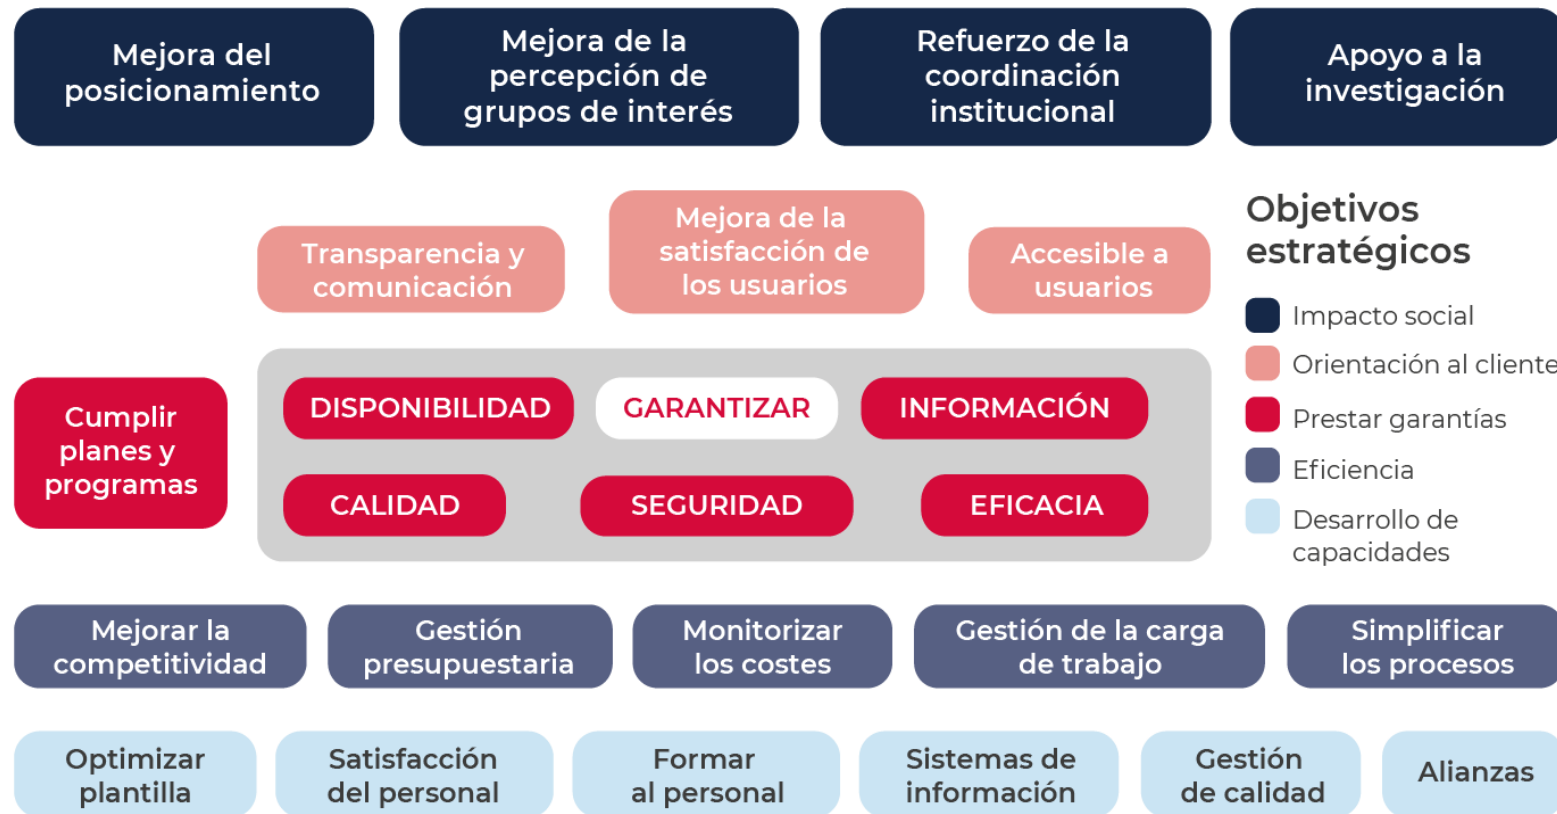 Mejora del
posicionamiento
Mejora de la
percepción de
grupos de interés
Refuerzo de la
coordinación
institucional
Apoyo a la
investigación
Transparencia y
comunicación
Mejora de la
satisfacción de
los usuarios
Accesible a
usuarios
Objetivos
estratégicos
Impacto social
Orientación al cliente
Prestar garantías
Eficiencia
Desarrollo de
capacidades
Cumplir
planes y
programas
DISPONIBILIDAD
GARANTIZAR
INFORMACIÓN
CALIDAD
SEGURIDAD
EFICACIA
Mejorar la
competitividad
Gestión
presupuestaria
Monitorizar
los costes
Gestión de la carga
de trabajo
Simplificar
los procesos
Optimizar
plantilla
Satisfacción
del personal
Formar
al personal
Sistemas de
información
Gestión
de calidad
Alianzas